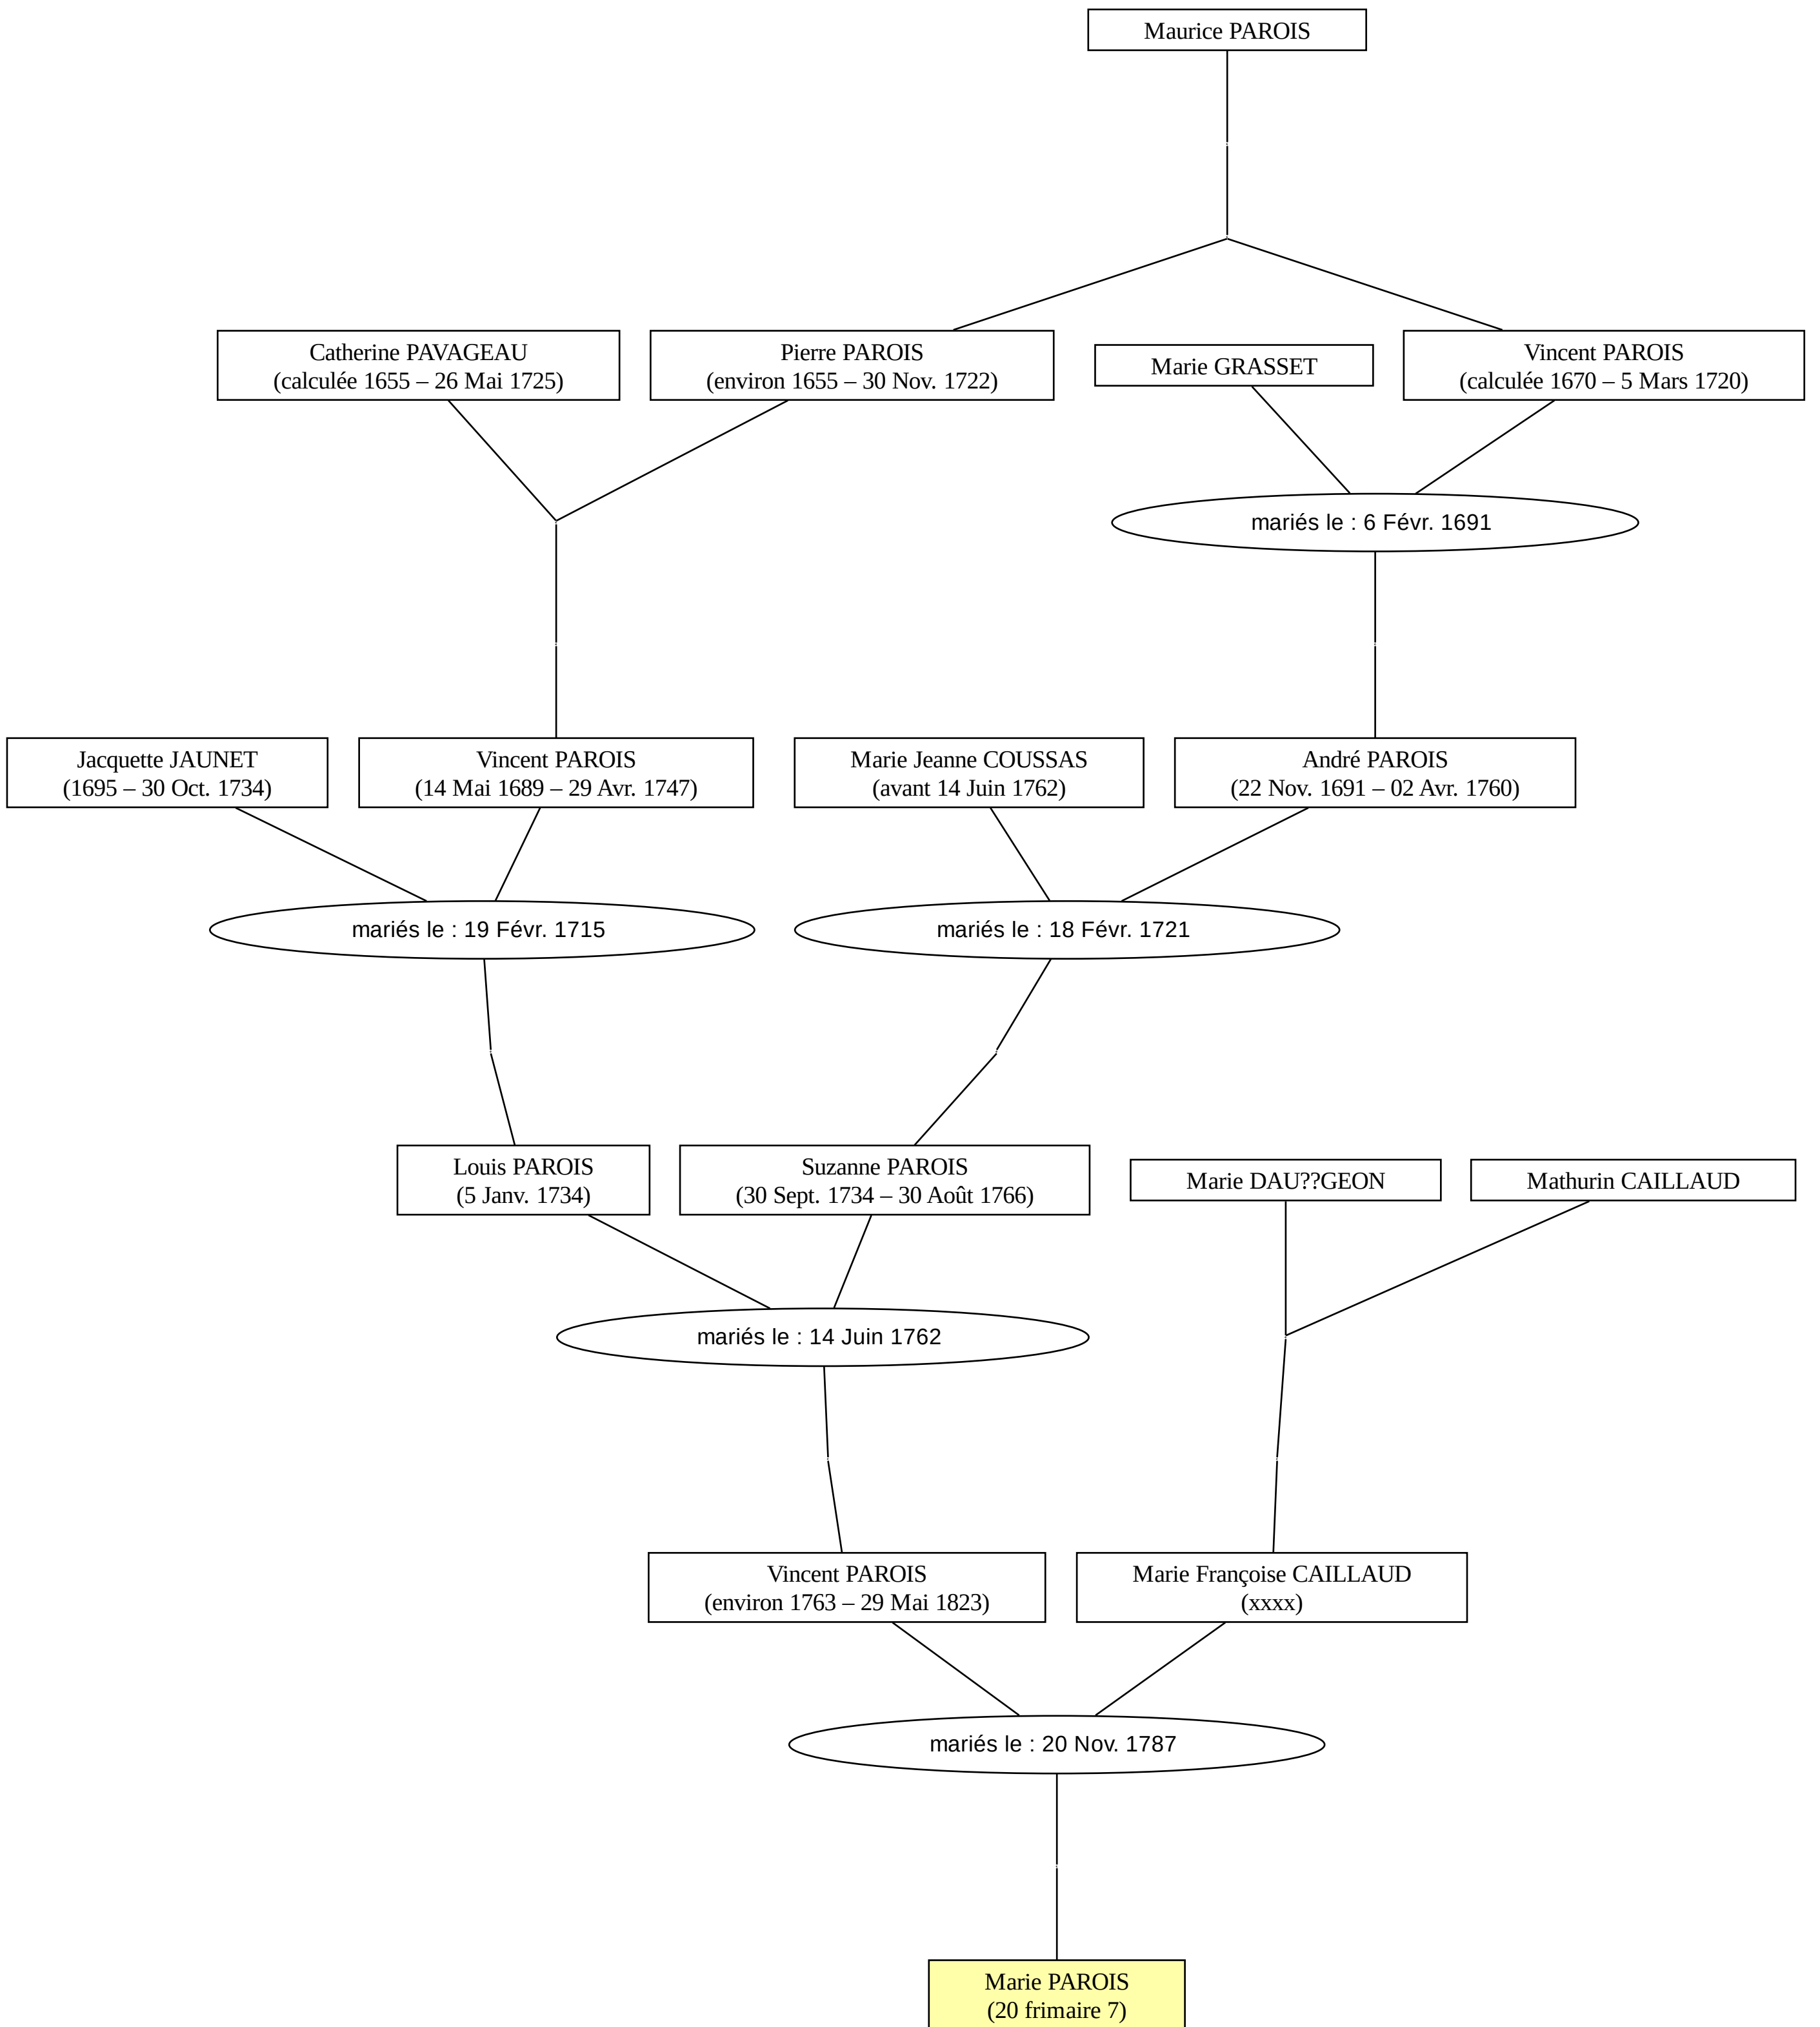 Maurice PAROIS
Catherine PAVAGEAU
(calculée 1655 – 26 Mai 1725)
Pierre PAROIS
(environ 1655 – 30 Nov. 1722)
Marie GRASSET
Vincent PAROIS
(calculée 1670 – 5 Mars 1720)
mariés le : 6 Févr. 1691
Jacquette JAUNET
(1695 – 30 Oct. 1734)
Vincent PAROIS
(14 Mai 1689 – 29 Avr. 1747)
Marie Jeanne COUSSAS
(avant 14 Juin 1762)
André PAROIS
(22 Nov. 1691 – 02 Avr. 1760)
mariés le : 19 Févr. 1715
mariés le : 18 Févr. 1721
Louis PAROIS
(5 Janv. 1734)
Suzanne PAROIS
(30 Sept. 1734 – 30 Août 1766)
Marie DAU??GEON
Mathurin CAILLAUD
mariés le : 14 Juin 1762
Vincent PAROIS
(environ 1763 – 29 Mai 1823)
Marie Françoise CAILLAUD
(xxxx)
mariés le : 20 Nov. 1787
Marie PAROIS
(20 frimaire 7)